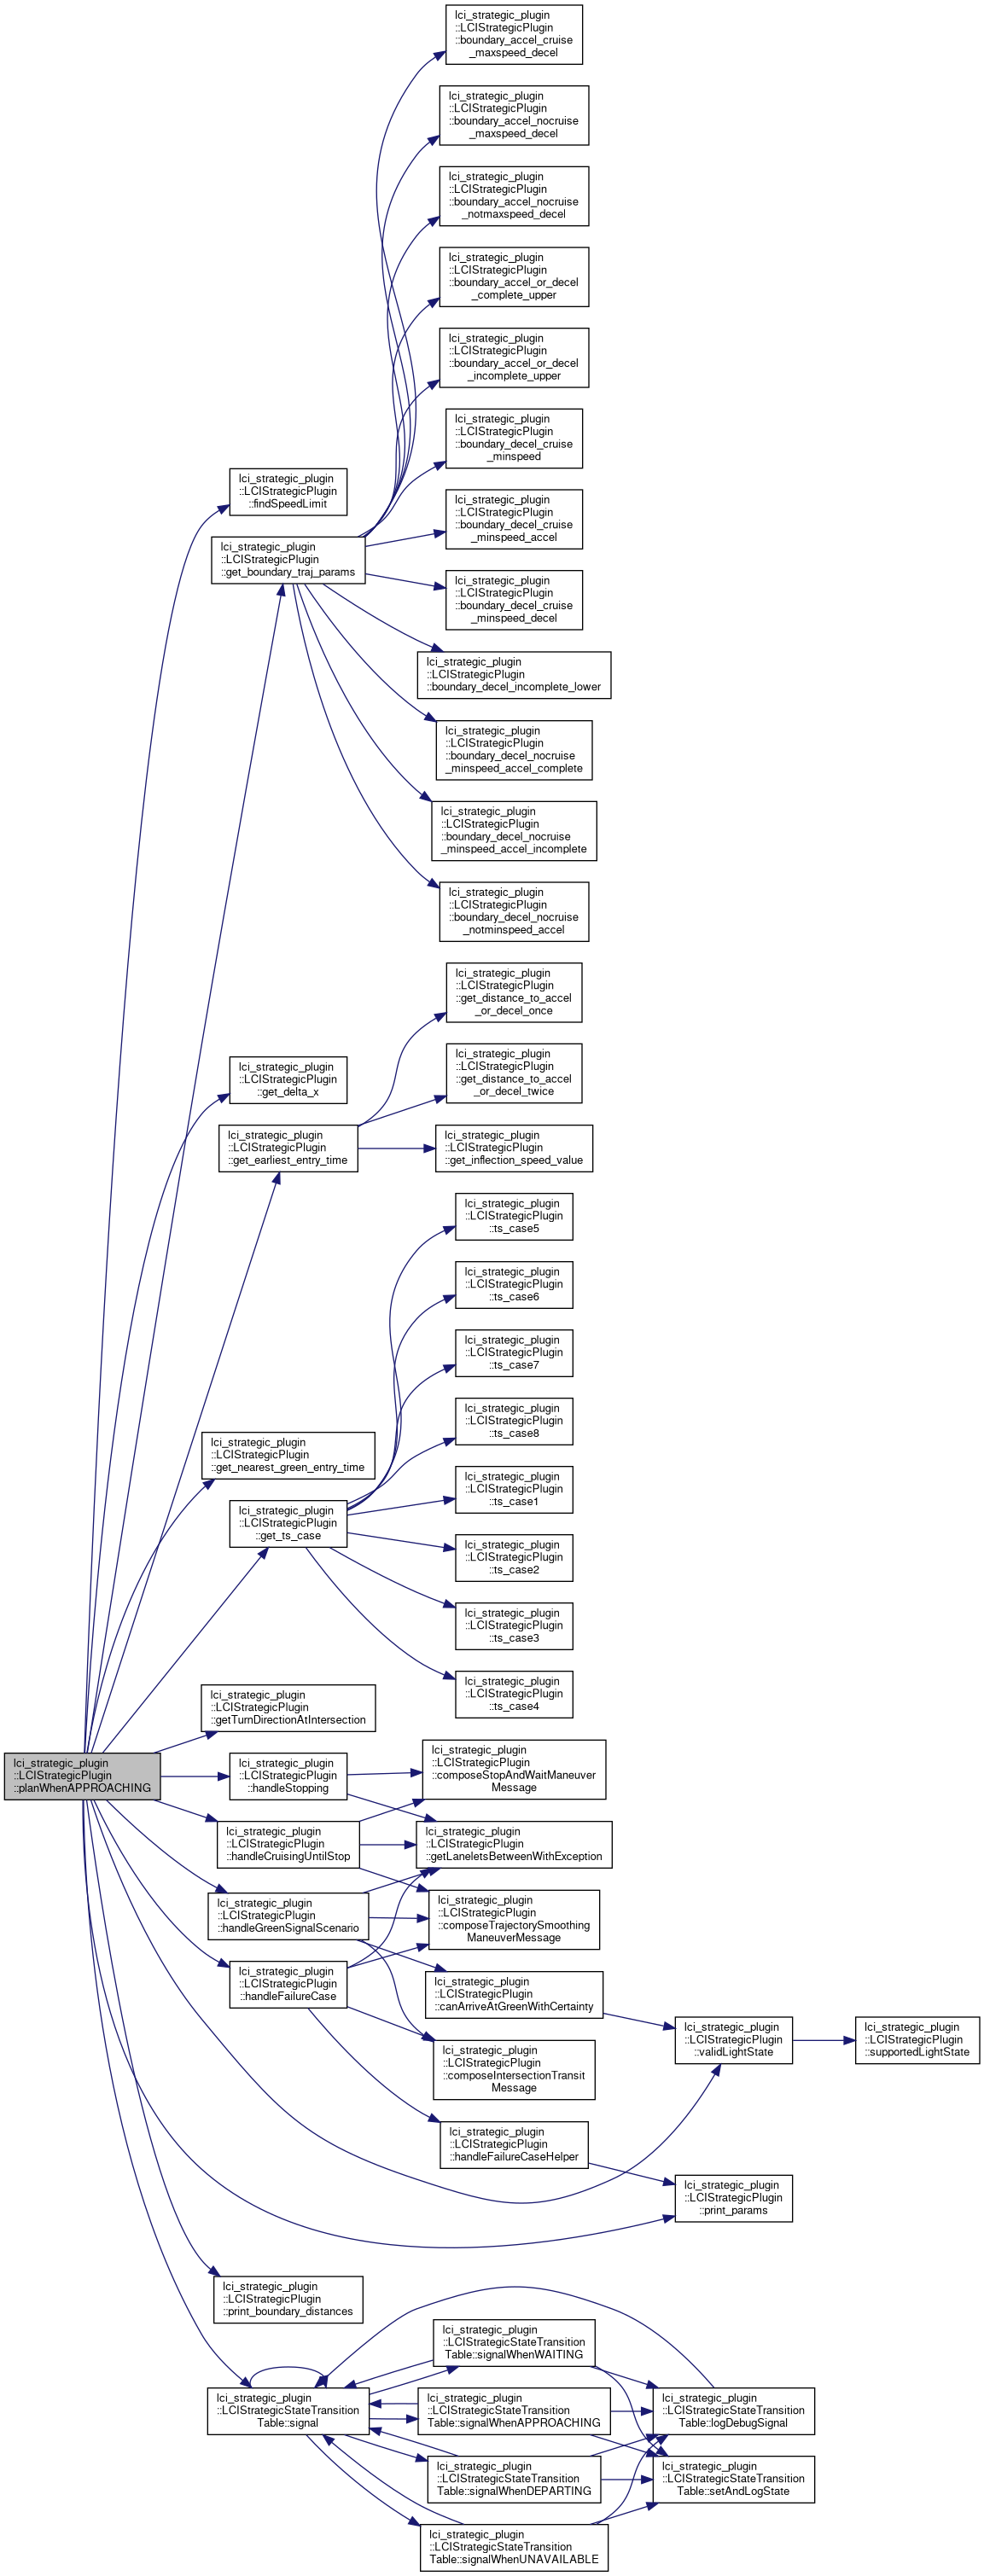 lci_strategic_plugin
::LCIStrategicPlugin
::boundary_accel_cruise
_maxspeed_decel
lci_strategic_plugin
::LCIStrategicPlugin
::boundary_accel_nocruise
_maxspeed_decel
lci_strategic_plugin
::LCIStrategicPlugin
::boundary_accel_nocruise
_notmaxspeed_decel
lci_strategic_plugin
::LCIStrategicPlugin
::boundary_accel_or_decel
_complete_upper
lci_strategic_plugin
::LCIStrategicPlugin
::boundary_accel_or_decel
_incomplete_upper
lci_strategic_plugin
::LCIStrategicPlugin
::boundary_decel_cruise
_minspeed
lci_strategic_plugin
::LCIStrategicPlugin
::findSpeedLimit
lci_strategic_plugin
::LCIStrategicPlugin
::boundary_decel_cruise
_minspeed_accel
lci_strategic_plugin
::LCIStrategicPlugin
::get_boundary_traj_params
lci_strategic_plugin
::LCIStrategicPlugin
::boundary_decel_cruise
_minspeed_decel
lci_strategic_plugin
::LCIStrategicPlugin
::boundary_decel_incomplete_lower
lci_strategic_plugin
::LCIStrategicPlugin
::boundary_decel_nocruise
_minspeed_accel_complete
lci_strategic_plugin
::LCIStrategicPlugin
::boundary_decel_nocruise
_minspeed_accel_incomplete
lci_strategic_plugin
::LCIStrategicPlugin
::boundary_decel_nocruise
_notminspeed_accel
lci_strategic_plugin
::LCIStrategicPlugin
::get_distance_to_accel
_or_decel_once
lci_strategic_plugin
::LCIStrategicPlugin
::get_distance_to_accel
_or_decel_twice
lci_strategic_plugin
::LCIStrategicPlugin
::get_delta_x
lci_strategic_plugin
::LCIStrategicPlugin
::get_earliest_entry_time
lci_strategic_plugin
::LCIStrategicPlugin
::get_inflection_speed_value
lci_strategic_plugin
::LCIStrategicPlugin
::ts_case5
lci_strategic_plugin
::LCIStrategicPlugin
::ts_case6
lci_strategic_plugin
::LCIStrategicPlugin
::ts_case7
lci_strategic_plugin
::LCIStrategicPlugin
::ts_case8
lci_strategic_plugin
::LCIStrategicPlugin
::get_nearest_green_entry_time
lci_strategic_plugin
::LCIStrategicPlugin
::ts_case1
lci_strategic_plugin
::LCIStrategicPlugin
::get_ts_case
lci_strategic_plugin
::LCIStrategicPlugin
::ts_case2
lci_strategic_plugin
::LCIStrategicPlugin
::ts_case3
lci_strategic_plugin
::LCIStrategicPlugin
::ts_case4
lci_strategic_plugin
::LCIStrategicPlugin
::getTurnDirectionAtIntersection
lci_strategic_plugin
::LCIStrategicPlugin
::planWhenAPPROACHING
lci_strategic_plugin
::LCIStrategicPlugin
::handleStopping
lci_strategic_plugin
::LCIStrategicPlugin
::composeStopAndWaitManeuver
Message
lci_strategic_plugin
::LCIStrategicPlugin
::handleCruisingUntilStop
lci_strategic_plugin
::LCIStrategicPlugin
::getLaneletsBetweenWithException
lci_strategic_plugin
::LCIStrategicPlugin
::handleGreenSignalScenario
lci_strategic_plugin
::LCIStrategicPlugin
::composeTrajectorySmoothing
ManeuverMessage
lci_strategic_plugin
::LCIStrategicPlugin
::handleFailureCase
lci_strategic_plugin
::LCIStrategicPlugin
::canArriveAtGreenWithCertainty
lci_strategic_plugin
::LCIStrategicPlugin
::validLightState
lci_strategic_plugin
::LCIStrategicPlugin
::supportedLightState
lci_strategic_plugin
::LCIStrategicPlugin
::composeIntersectionTransit
Message
lci_strategic_plugin
::LCIStrategicPlugin
::handleFailureCaseHelper
lci_strategic_plugin
::LCIStrategicPlugin
::print_params
lci_strategic_plugin
::LCIStrategicPlugin
::print_boundary_distances
lci_strategic_plugin
::LCIStrategicStateTransition
Table::signalWhenWAITING
lci_strategic_plugin
::LCIStrategicStateTransition
Table::signal
lci_strategic_plugin
::LCIStrategicStateTransition
Table::signalWhenAPPROACHING
lci_strategic_plugin
::LCIStrategicStateTransition
Table::logDebugSignal
lci_strategic_plugin
::LCIStrategicStateTransition
Table::signalWhenDEPARTING
lci_strategic_plugin
::LCIStrategicStateTransition
Table::setAndLogState
lci_strategic_plugin
::LCIStrategicStateTransition
Table::signalWhenUNAVAILABLE